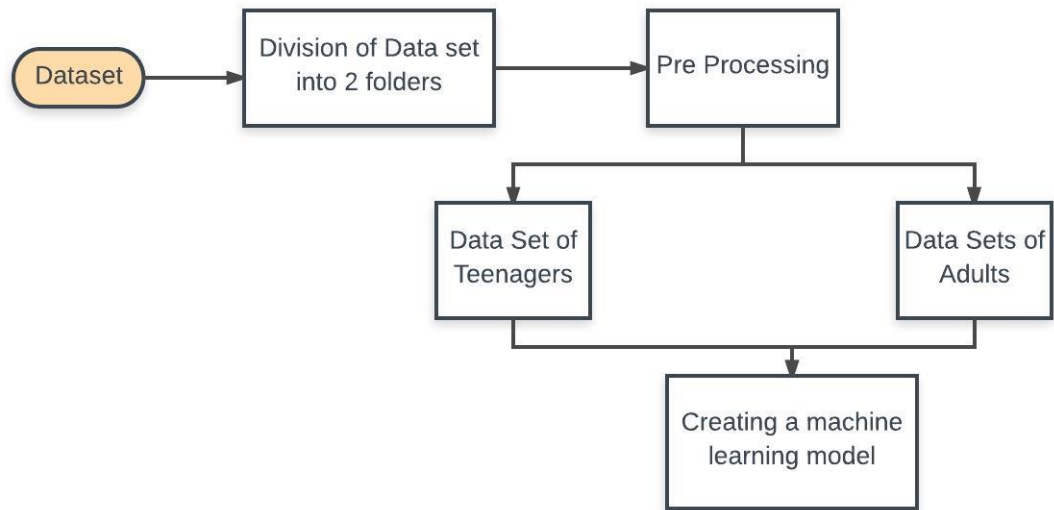 Dataset
Division of Data set
into 2 folders
Pre Processing
Data Set of
Teenagers
Data Sets of
Adults
Creating a machine
learning model